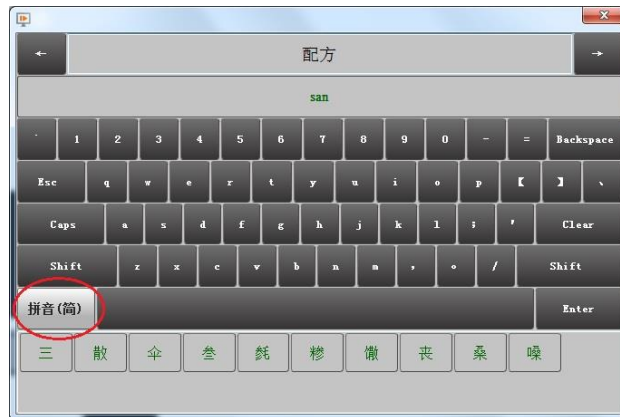 ← 配方 →
san
` 1 2 3 4 5 6 7 8 9 0 - = Backspace
Esc q w e r t y u i o p 【 】 、
Caps a s d f g h j k l ; ' Clear
Shift z x c v b n m , 。 / Shift
拼音(简) Enter
三 散 伞 叁 毵 糁 馓 丧 桑 嗓